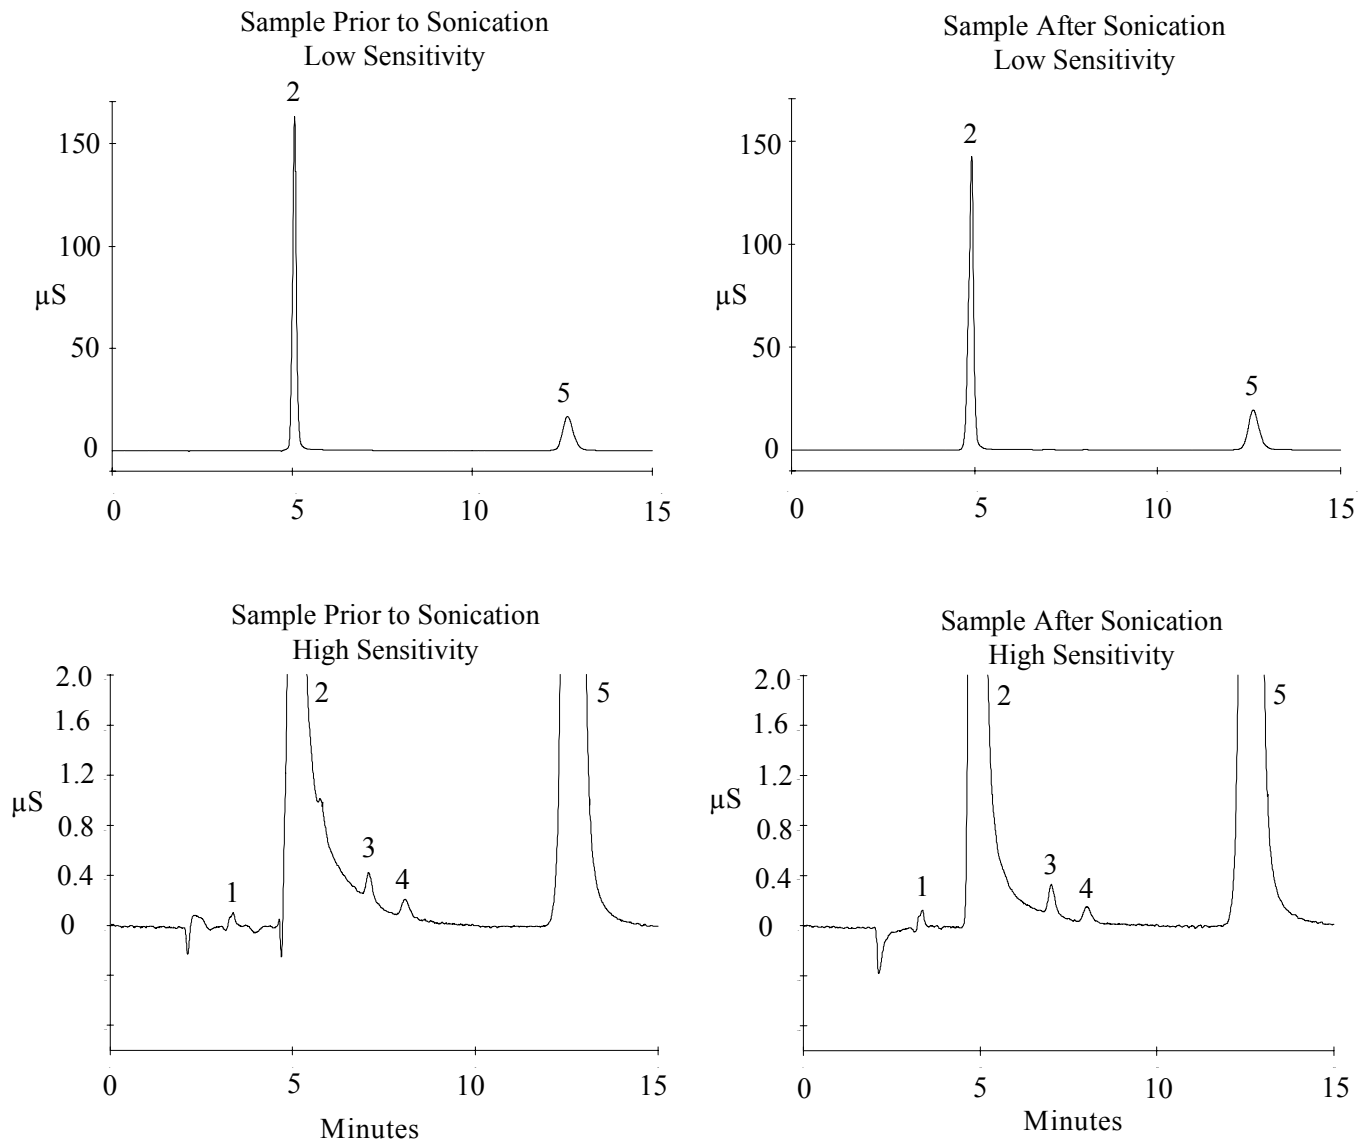 Sample Prior to Sonication
Low Sensitivity
2
150
100
µS
50
5
0
0 5 10 15
Sample After Sonication
Low Sensitivity
2
150
100
µS
50
5
0
0 5 10 15
Sample Prior to Sonication
High Sensitivity
2.0
2
5
1.6
1.2
µS
0.8
3
0.4
4
1
0
0 5 10 15
Minutes
Sample After Sonication
High Sensitivity
2.0
2
5
1.6
1.2
µS
0.8
3
0.4
1
4
0
0 5 10 15
Minutes